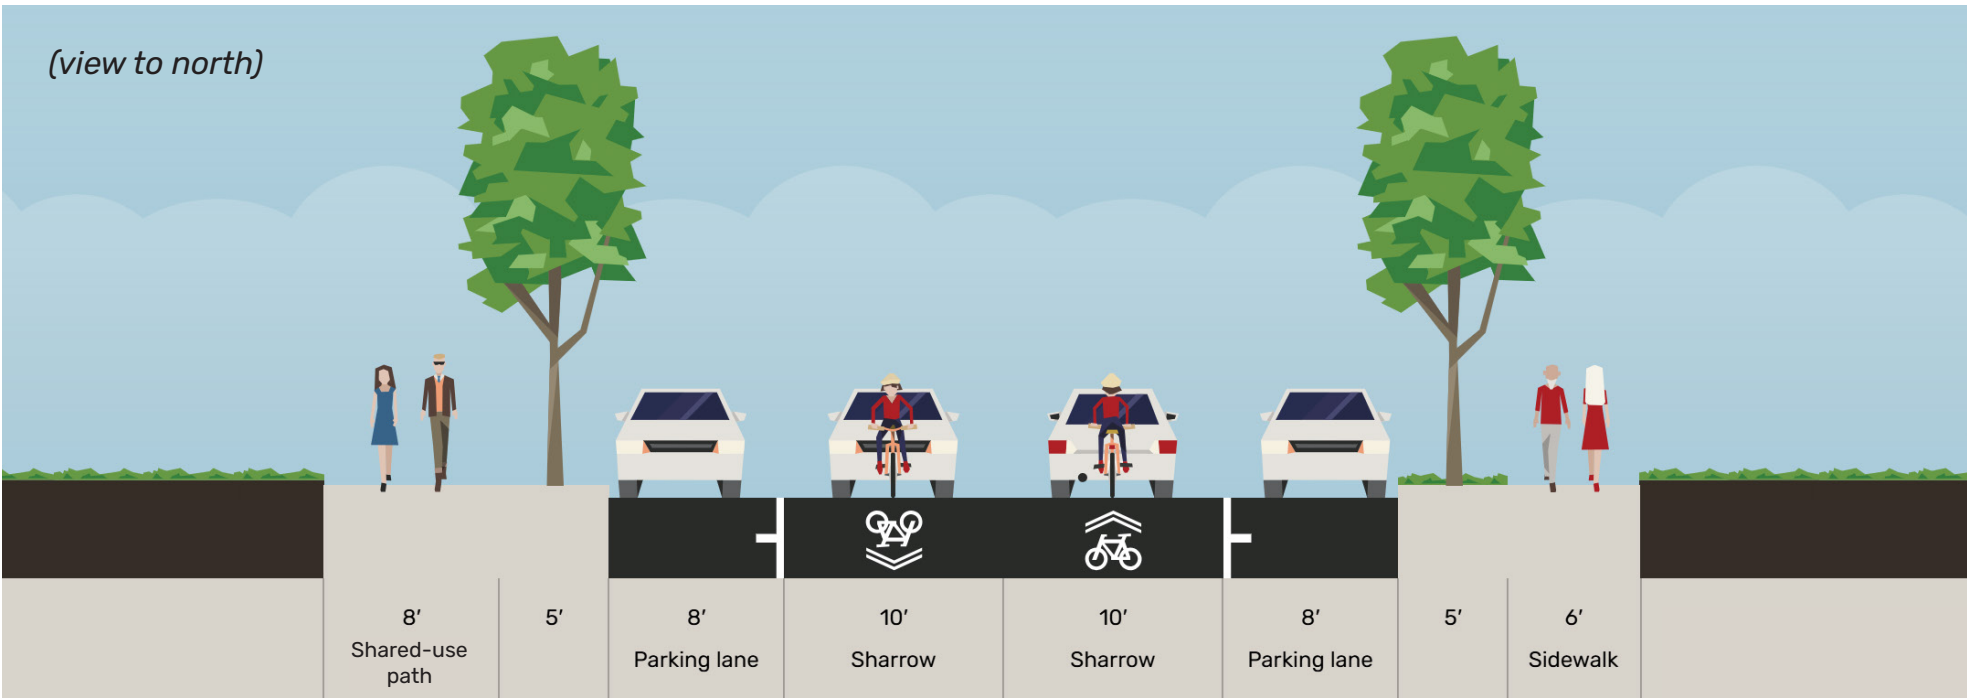 (view to north)
8’
5’
8’
10’
10’
8’
5’
6’
Shared-use
path
Parking lane
Sharrow
Sharrow
Parking lane
Sidewalk